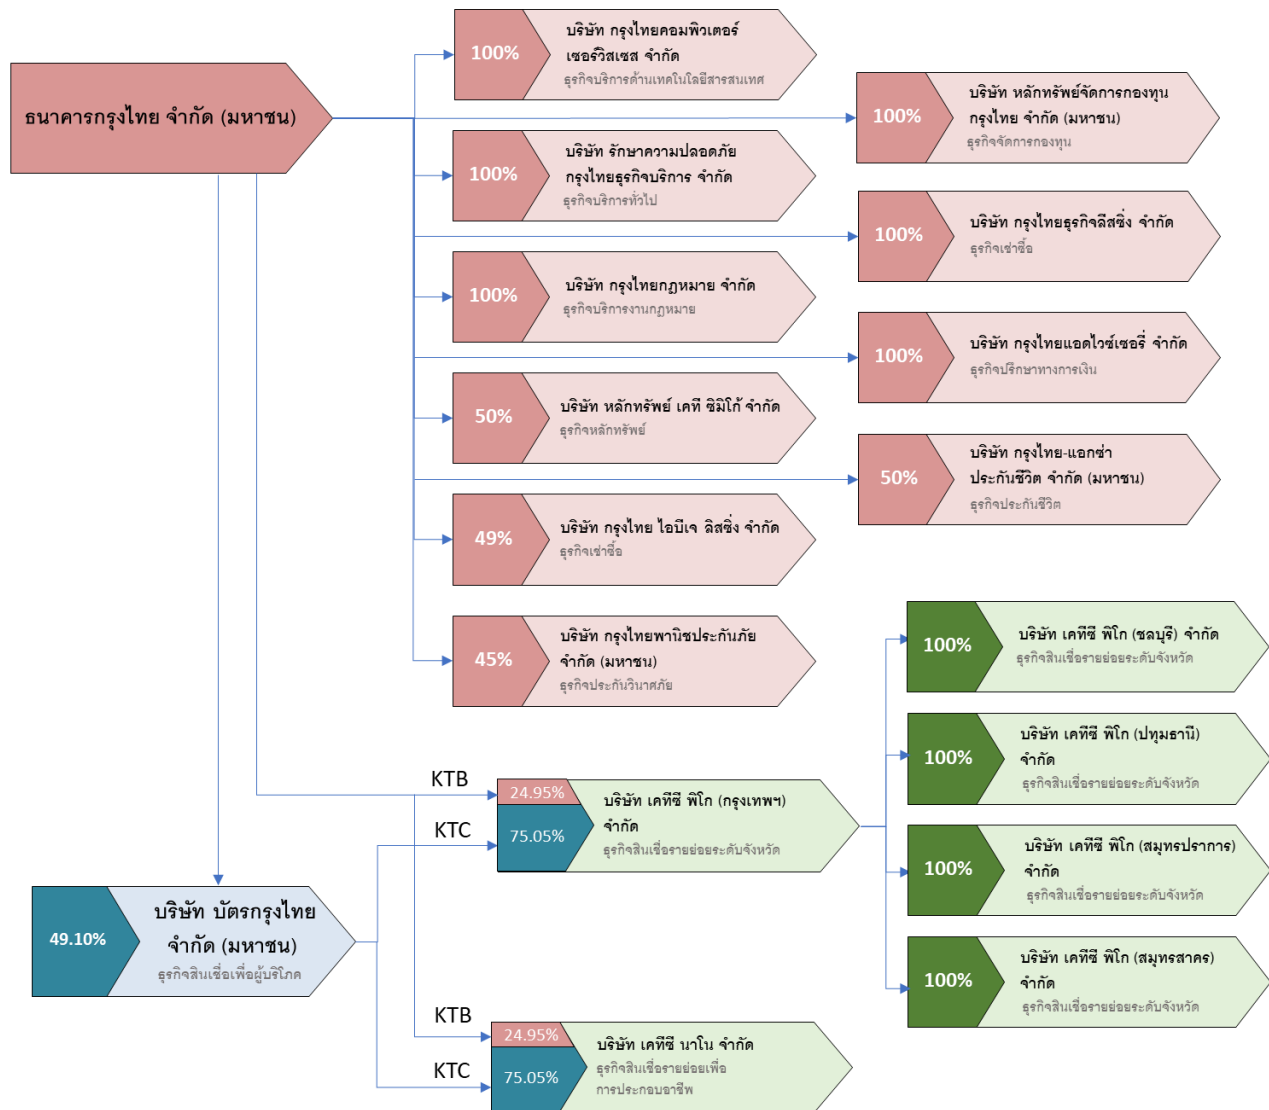 ธนาคารกรุงไทย จำกัด (มหาชน)
100%
บริษัท กรุงไทยคอมพิวเตอร์
เซอร์วิสเซส จำกัด
ธุรกิจบริการด้านเทคโนโลยีสารสนเทศ
100%
บริษัท หลักทรัพย์จัดการกองทุน
กรุงไทย จำกัด (มหาชน)
ธุรกิจจัดการกองทุน
100%
บริษัท รักษาความปลอดภัย
กรุงไทยธุรกิจบริการ จำกัด
ธุรกิจบริการทั่วไป
100%
บริษัท กรุงไทยธุรกิจลีสซิ่ง จำกัด
ธุรกิจเช่าซื้อ
100%
บริษัท กรุงไทยกฎหมาย จำกัด
ธุรกิจบริการงานกฎหมาย
100%
บริษัท กรุงไทยแอดไวซ์เซอรี่ จำกัด
ธุรกิจปรึกษาทางการเงิน
50%
บริษัท หลักทรัพย์ เคที ซิมิโก้ จำกัด
ธุรกิจหลักทรัพย์
50%
บริษัท กรุงไทย-แอกซ่า
ประกันชีวิต จำกัด (มหาชน)
ธุรกิจประกันชีวิต
49%
บริษัท กรุงไทย ไอบีเจ ลิสซิ่ง จำกัด
ธุรกิจเช่าซื้อ
45%
บริษัท กรุงไทยพานิชประกันภัย
จำกัด (มหาชน)
ธุรกิจประกันวินาศภัย
100%
บริษัท เคทีซี พิโก (ชลบุรี) จำกัด
ธุรกิจสินเชื่อรายย่อยระดับจังหวัด
100%
บริษัท เคทีซี พิโก (ปทุมธานี)
จำกัด
ธุรกิจสินเชื่อรายย่อยระดับจังหวัด
KTB
24.95%
KTC
75.05%
บริษัท เคทีซี พิโก (กรุงเทพฯ)
จำกัด
ธุรกิจสินเชื่อรายย่อยระดับจังหวัด
100%
บริษัท เคทีซี พิโก (สมุทรปราการ)
จำกัด
ธุรกิจสินเชื่อรายย่อยระดับจังหวัด
49.10%
บริษัท บัตรกรุงไทย
จำกัด (มหาชน)
ธุรกิจสินเชื่อเพื่อผู้บริโภค
100%
บริษัท เคทีซี พิโก (สมุทรสาคร)
จำกัด
ธุรกิจสินเชื่อรายย่อยระดับจังหวัด
KTB
24.95%
KTC
75.05%
บริษัท เคทีซี นาโน จำกัด
ธุรกิจสินเชื่อรายย่อยเพื่อ
การประกอบอาชีพ